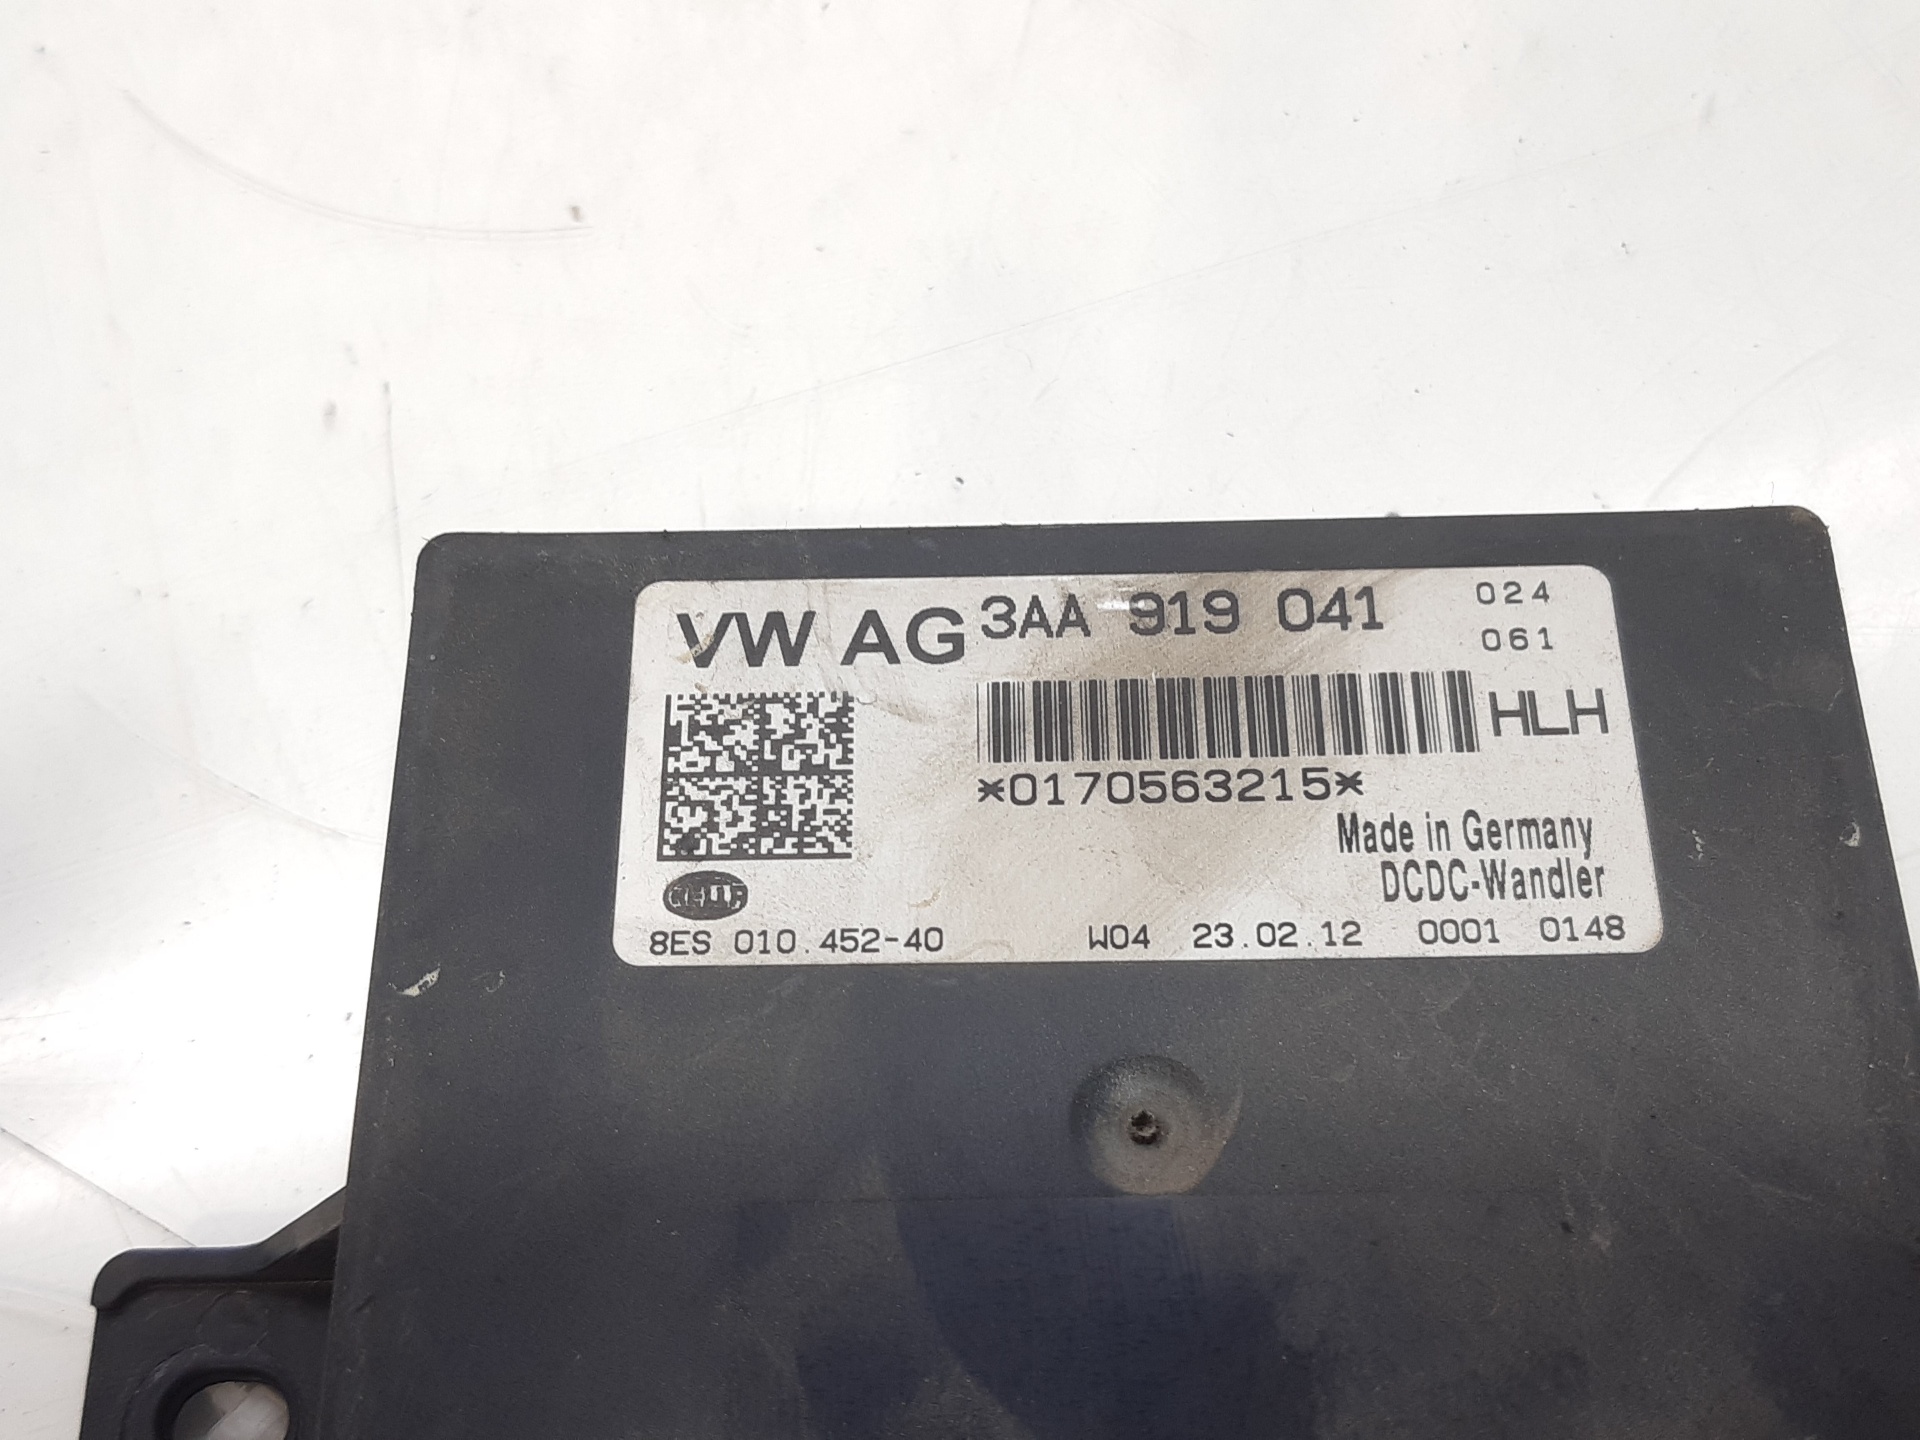 VW AG 3AA 919 041 024
061
HLH
*0170563215*
Made in Germany
DCDC-Wandler
HELLA
8ES 010.452-40 W04 23.02.12 0001 0148